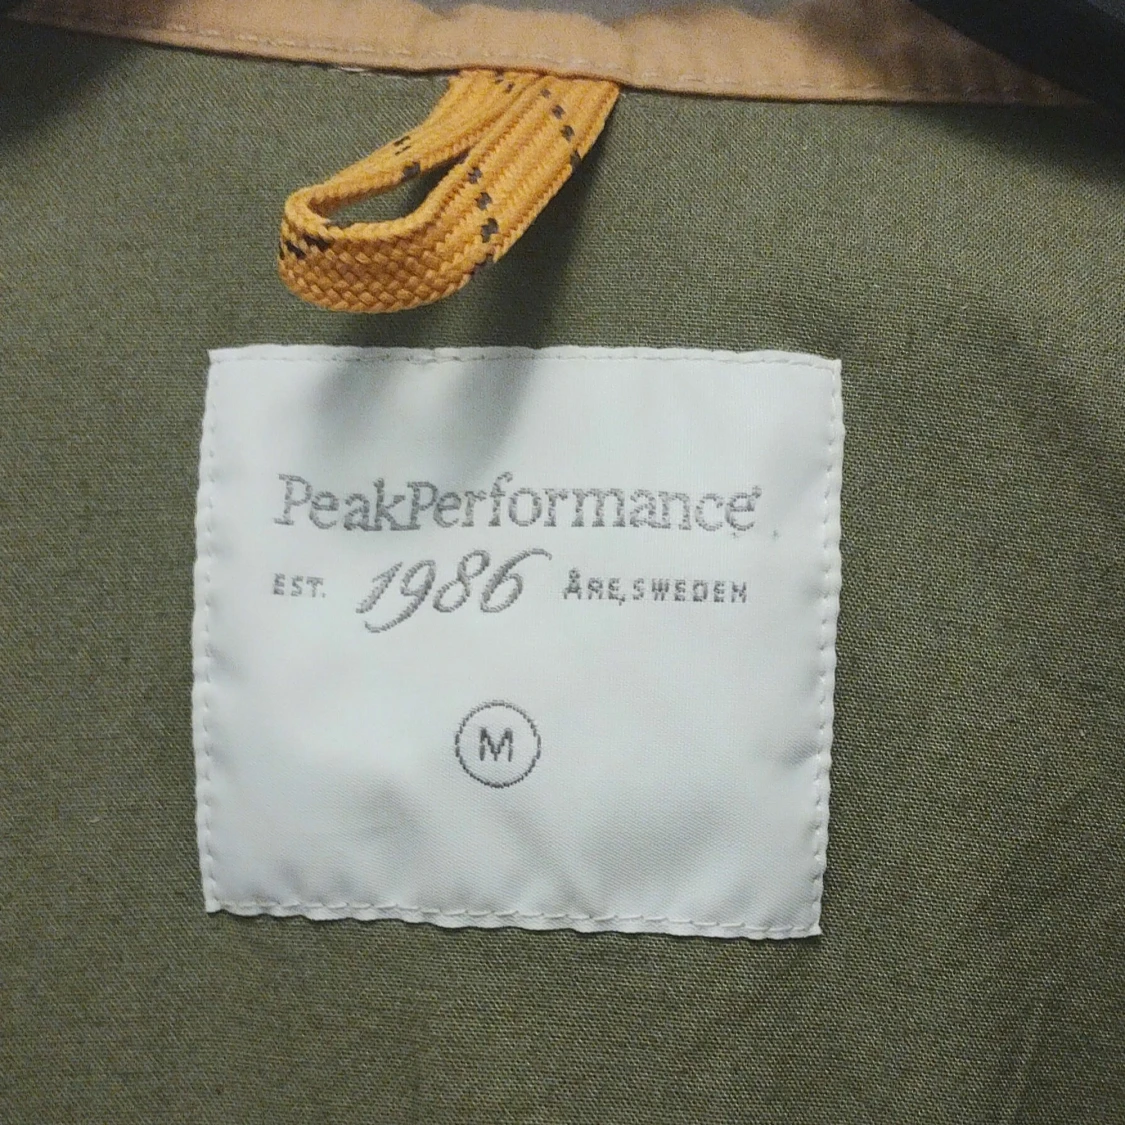 PeakPerformance
EST. 1986 ÅRE, SWEDEN
M